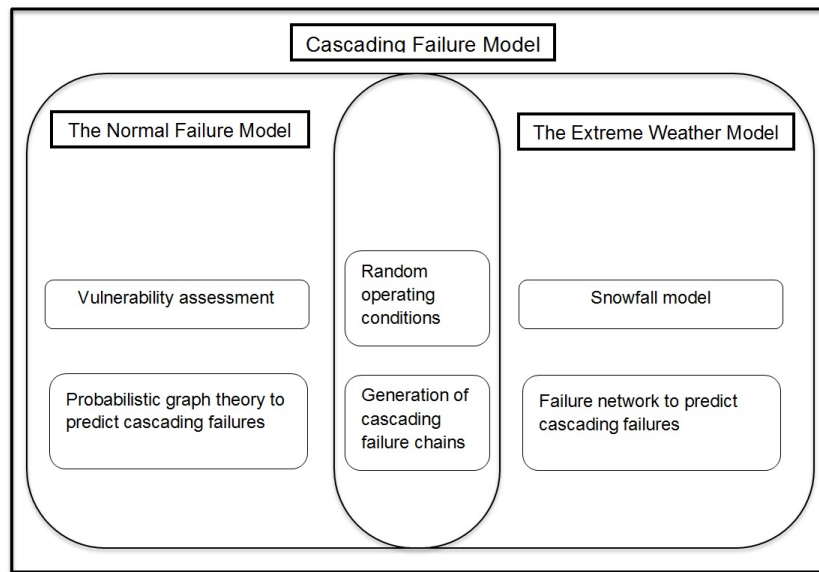 Cascading Failure Model
The Normal Failure Model
The Extreme Weather Model
Vulnerability assessment
Random
operating
conditions
Snowfall model
Probabilistic graph theory to
predict cascading failures
Generation of
cascading
failure chains
Failure network to predict
cascading failures